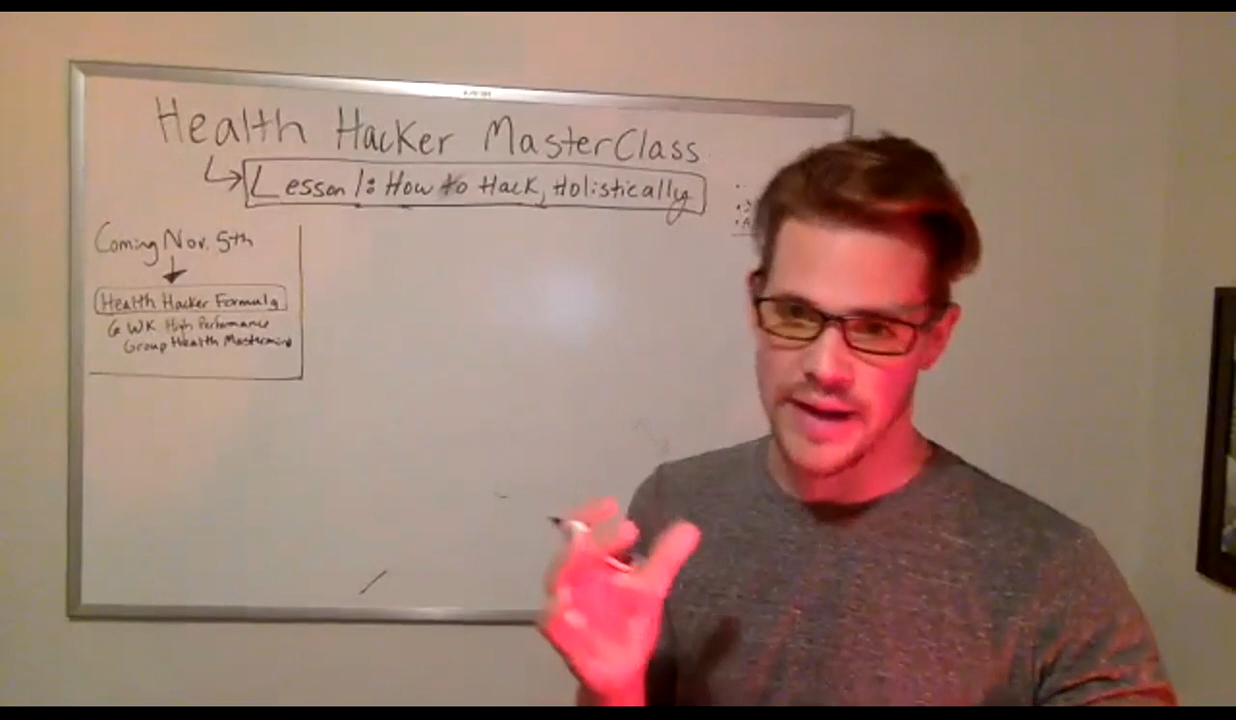 Health Hacker MasterClass
Lesson 1: How to Hack, Holistically
Coming Nov. 5th
Health Hacker Formula
6 WK High Performance
Group Health Mastermind